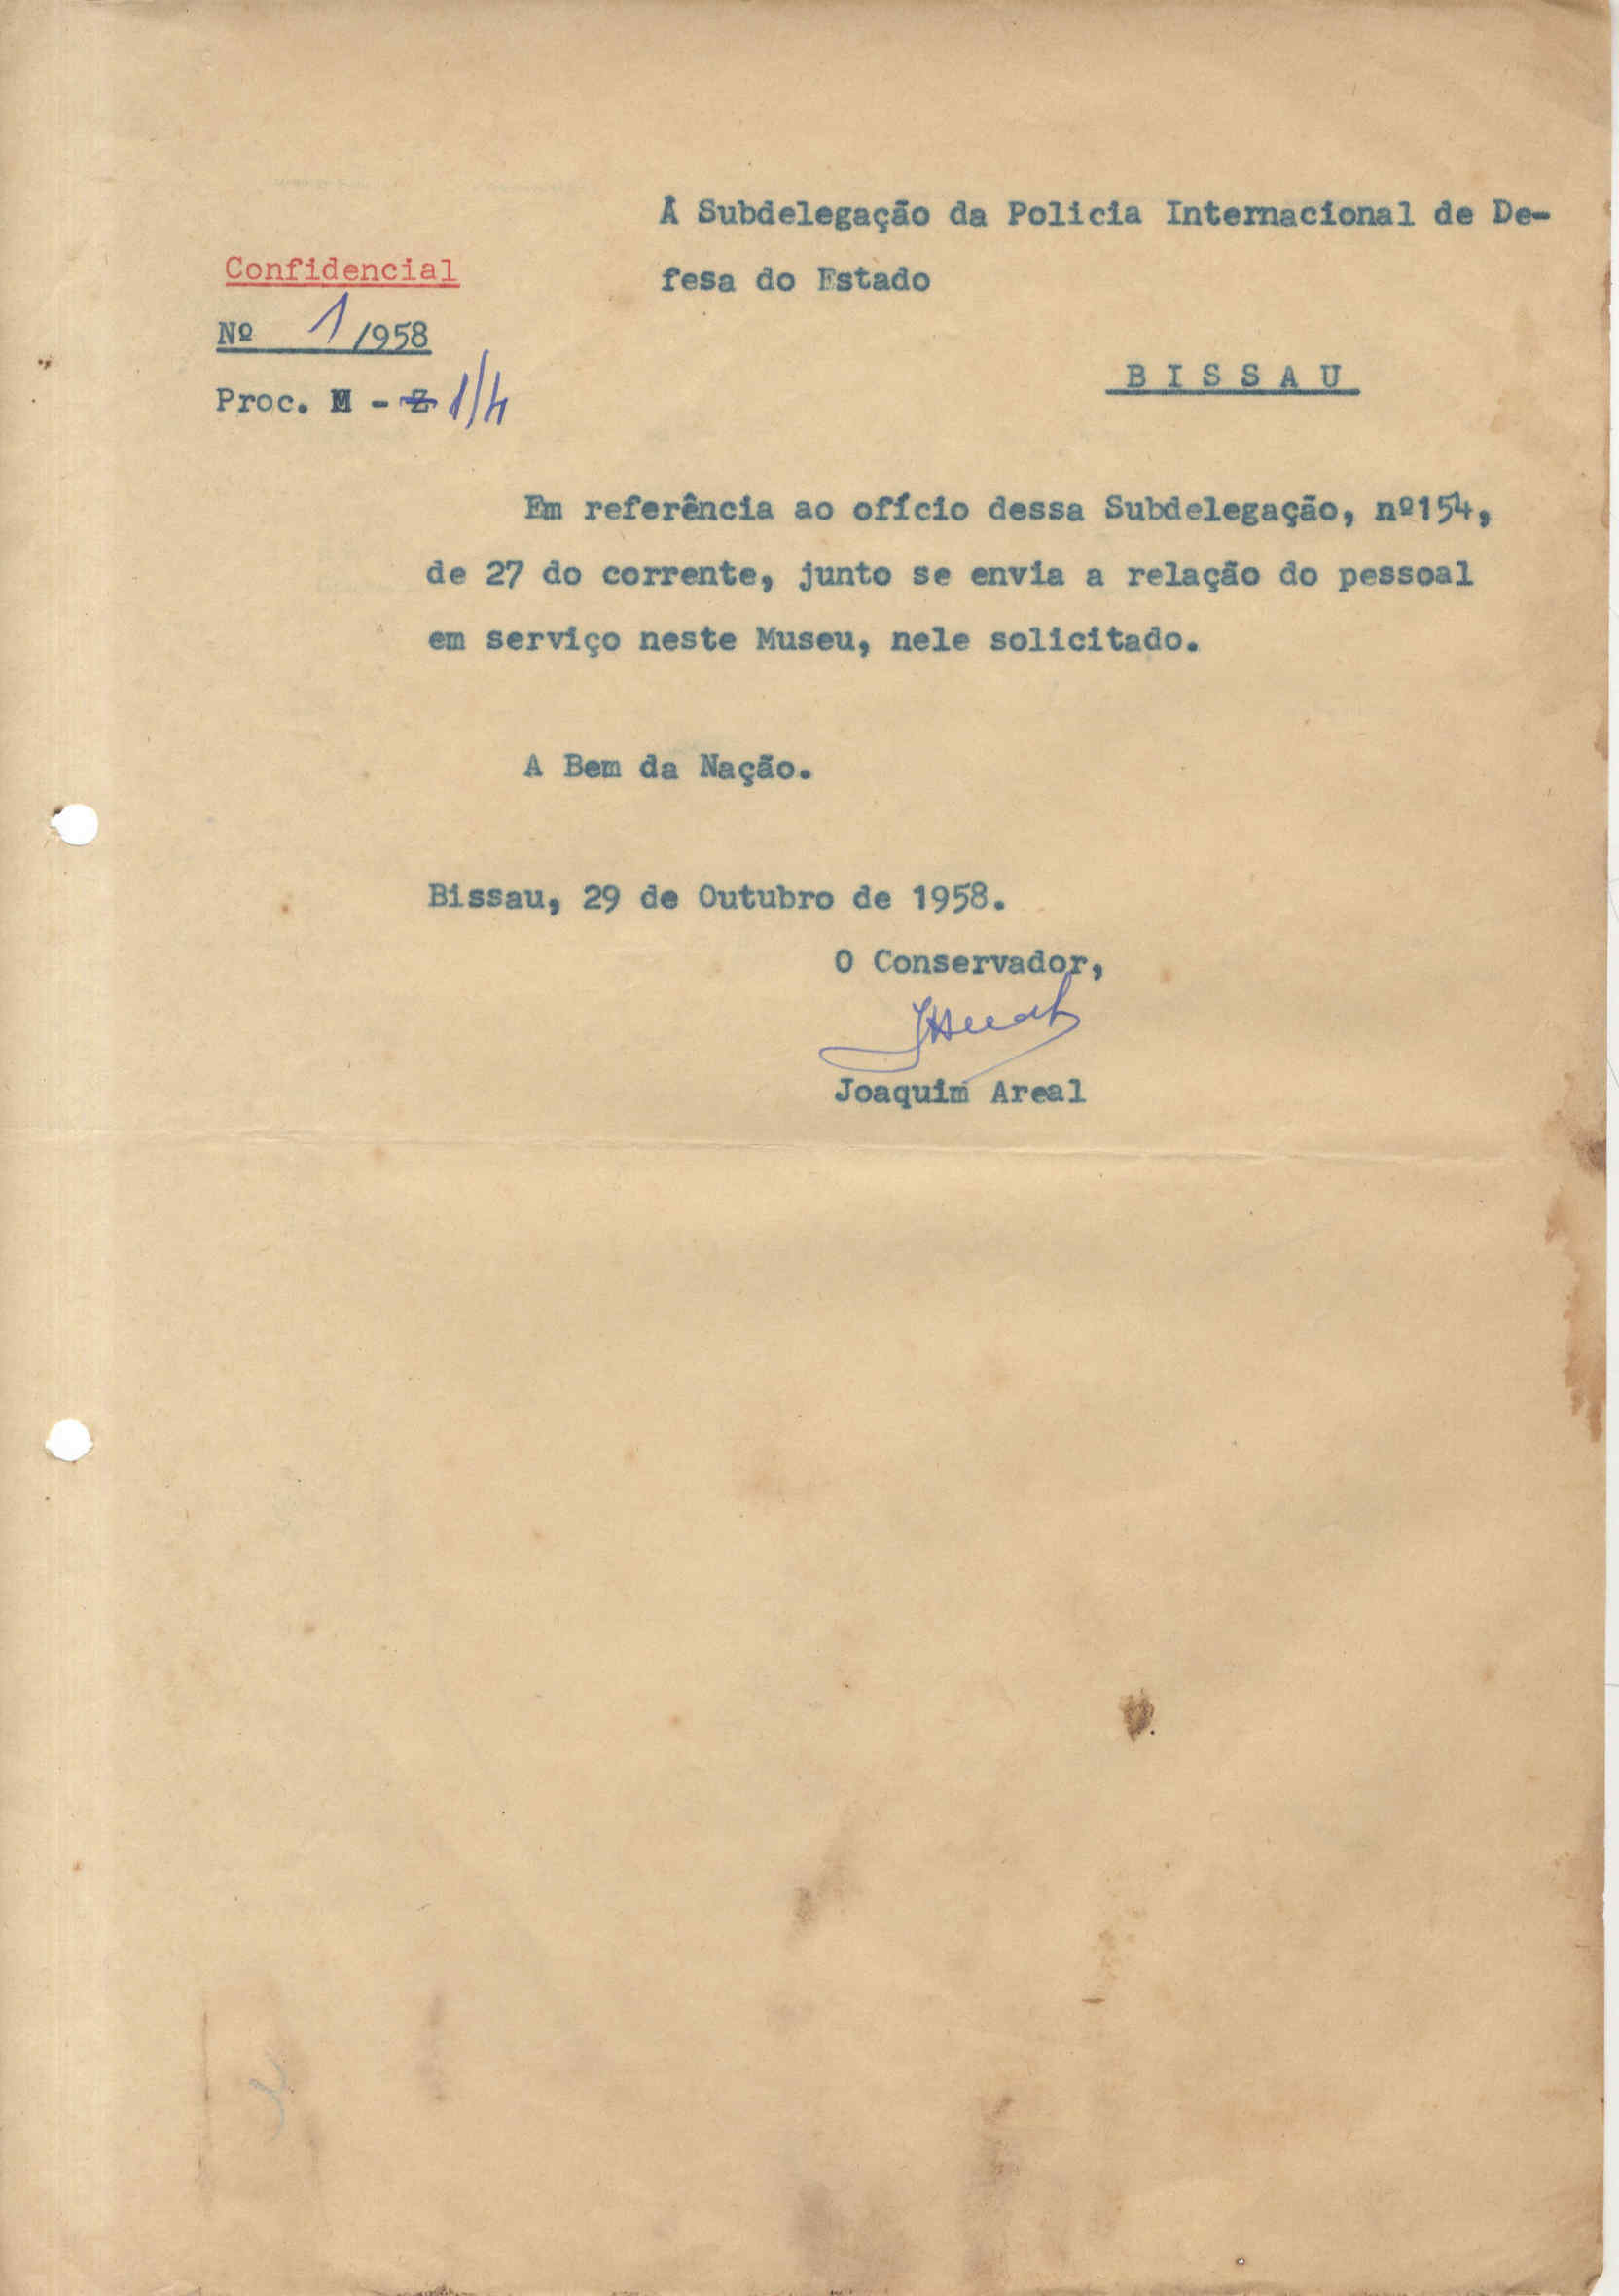 À Subdelegação da Policia Internacional de De-
fesa do Estado
Confidencial
Nº 1/958
Proc. M - 2 1/4
B I S S A U
Em referência ao ofício dessa Subdelegação, nº154,
de 27 do corrente, junto se envia a relação do pessoal
em serviço neste Museu, nele solicitado.
A Bem da Nação.
Bissau, 29 de Outubro de 1958.
O Conservador,
Joaquim Areal